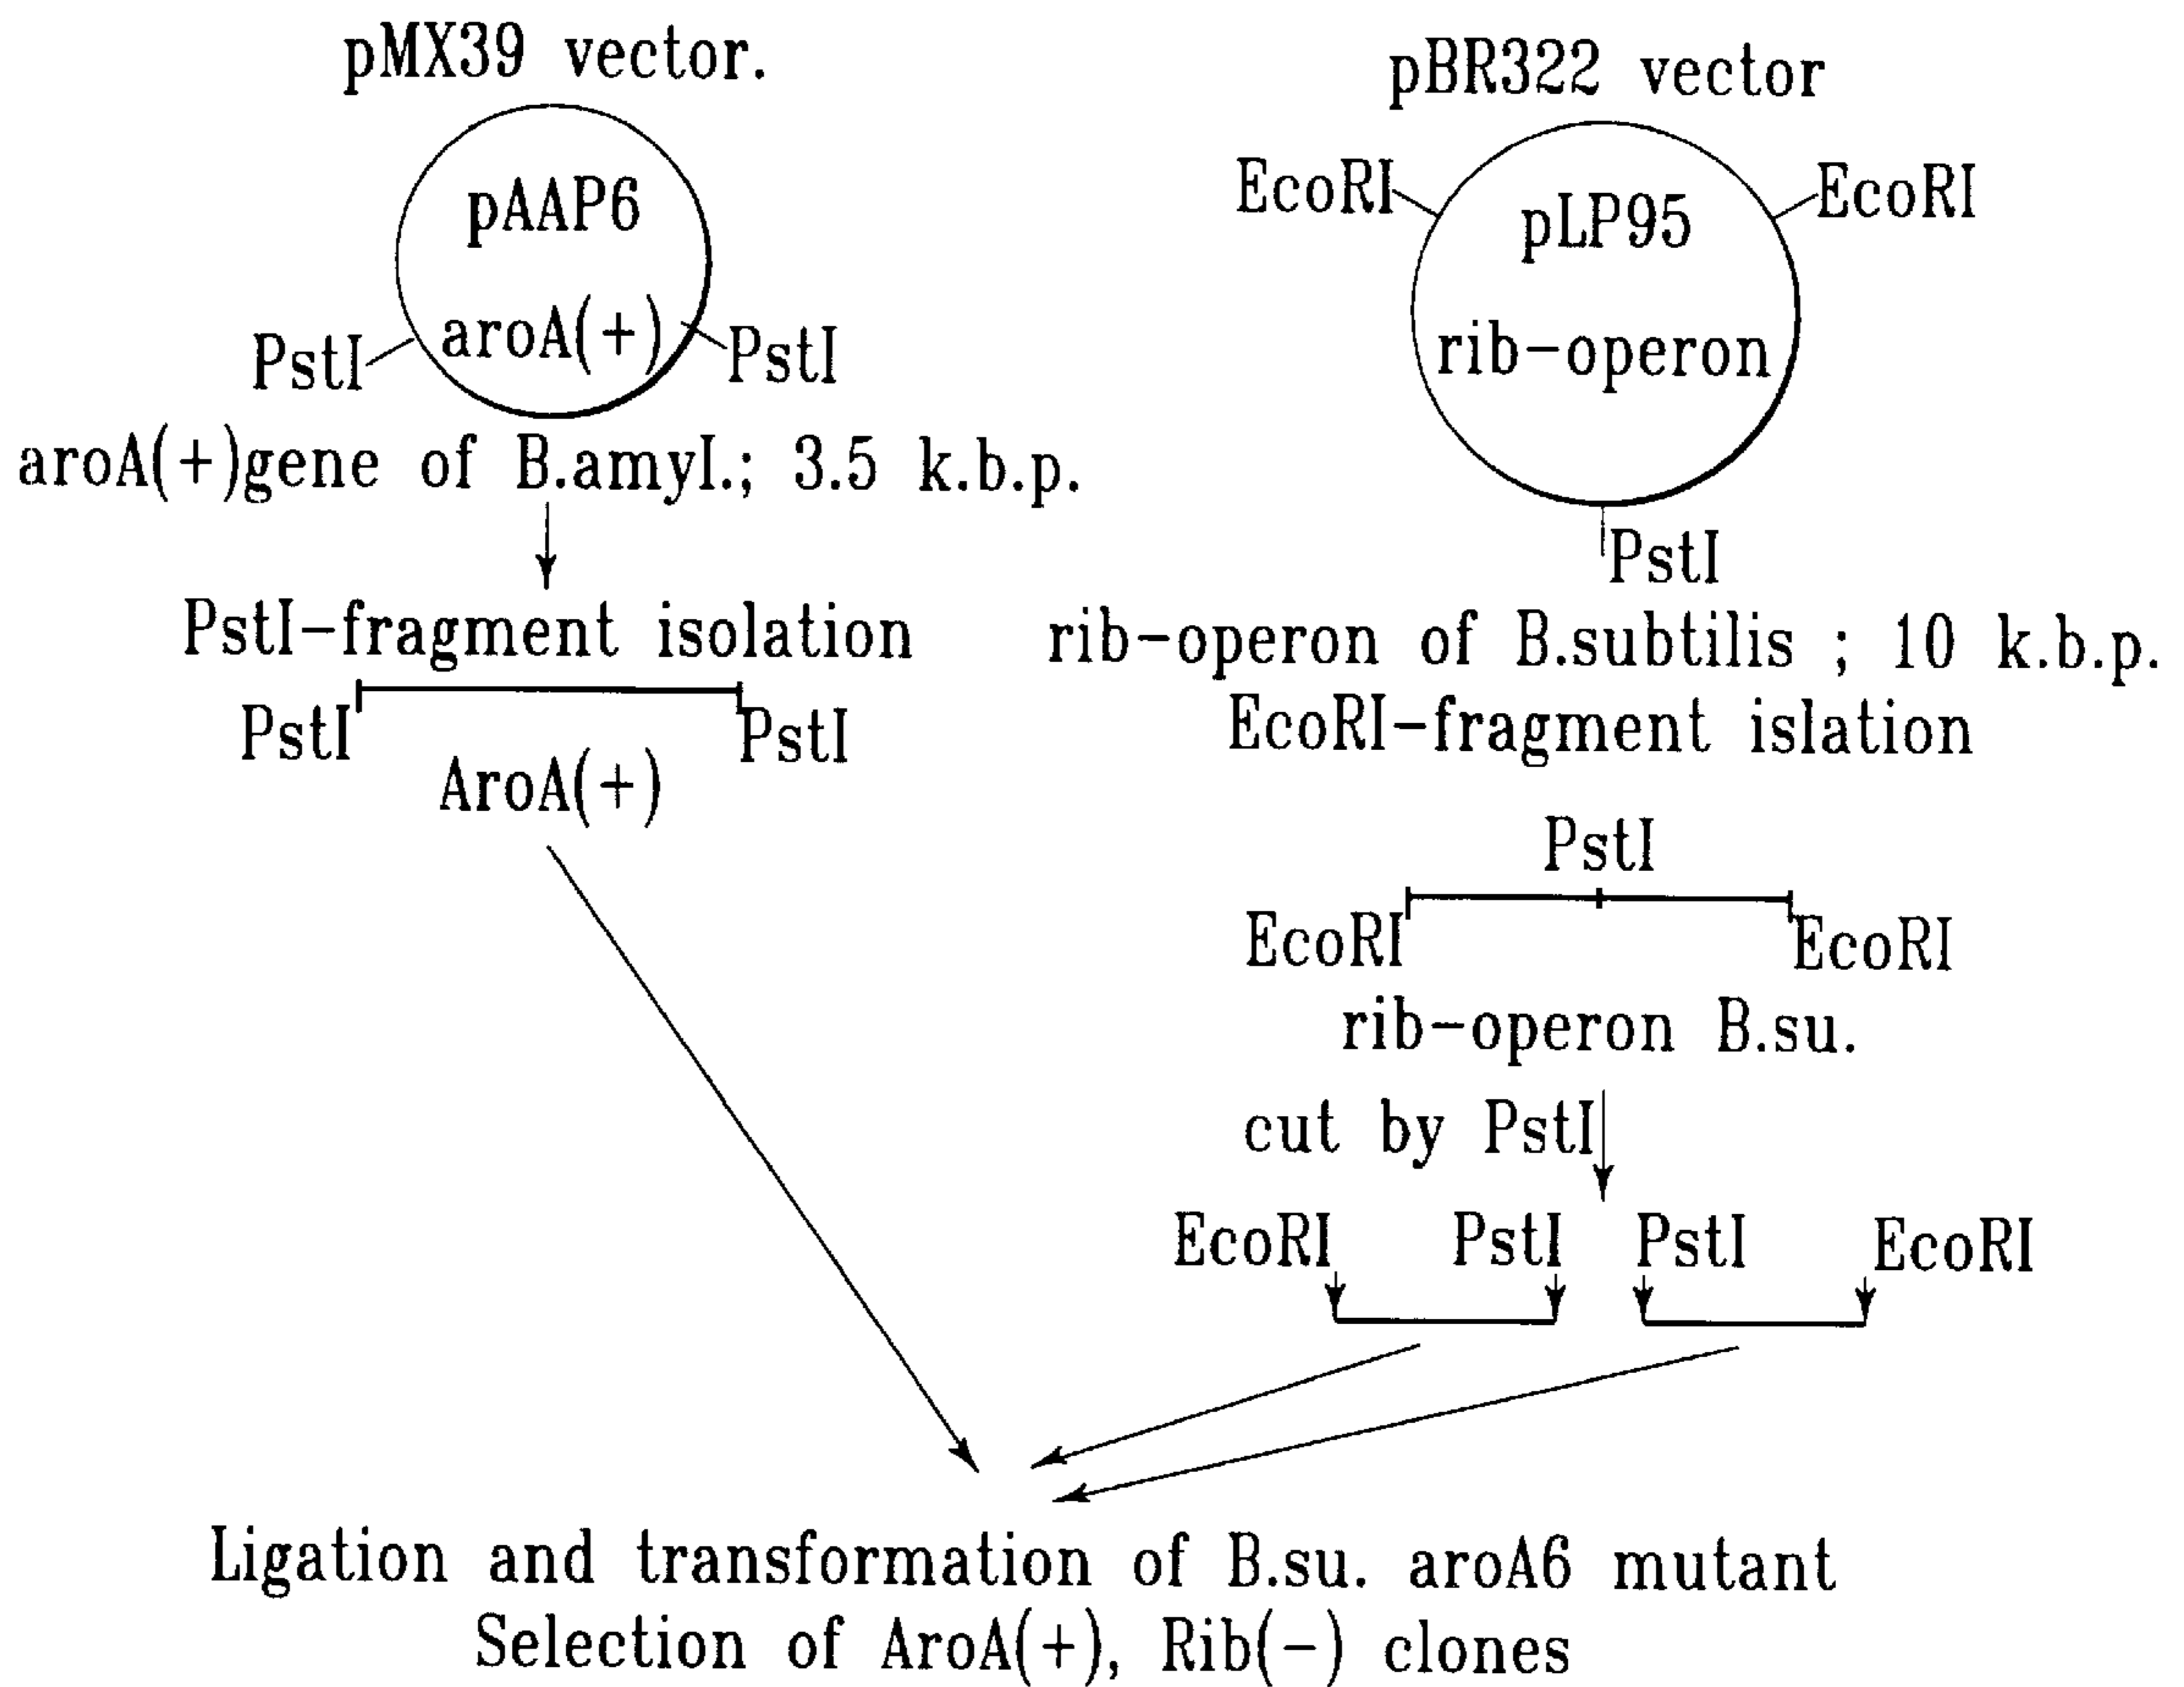 pMX39 vector.
pAAP6
aroA(+)
PstI
PstI
aroA(+)gene of B.amyl.; 3.5 k.b.p.
PstI-fragment isolation
PstI
PstI
AroA(+)
pBR322 vector
EcoRI
EcoRI
pLP95
rib-operon
PstI
rib-operon of B.subtilis ; 10 k.b.p.
EcoRI-fragment islation
PstI
EcoRI
EcoRI
rib-operon B.su.
cut by PstI
EcoRI PstI PstI EcoRI
Ligation and transformation of B.su. aroA6 mutant
Selection of AroA(+), Rib(-) clones